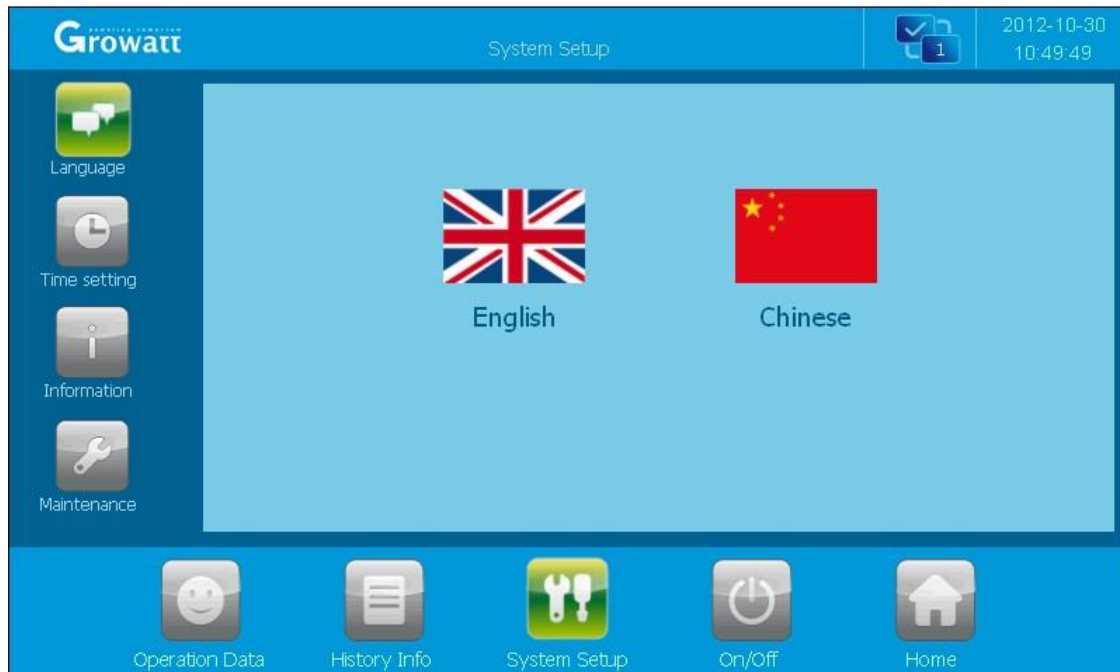 Growatt
System Setup
1
2012-10-30
10:49:49
Language
Time setting
Information
Maintenance
English
Chinese
Operation Data
History Info
System Setup
On/Off
Home